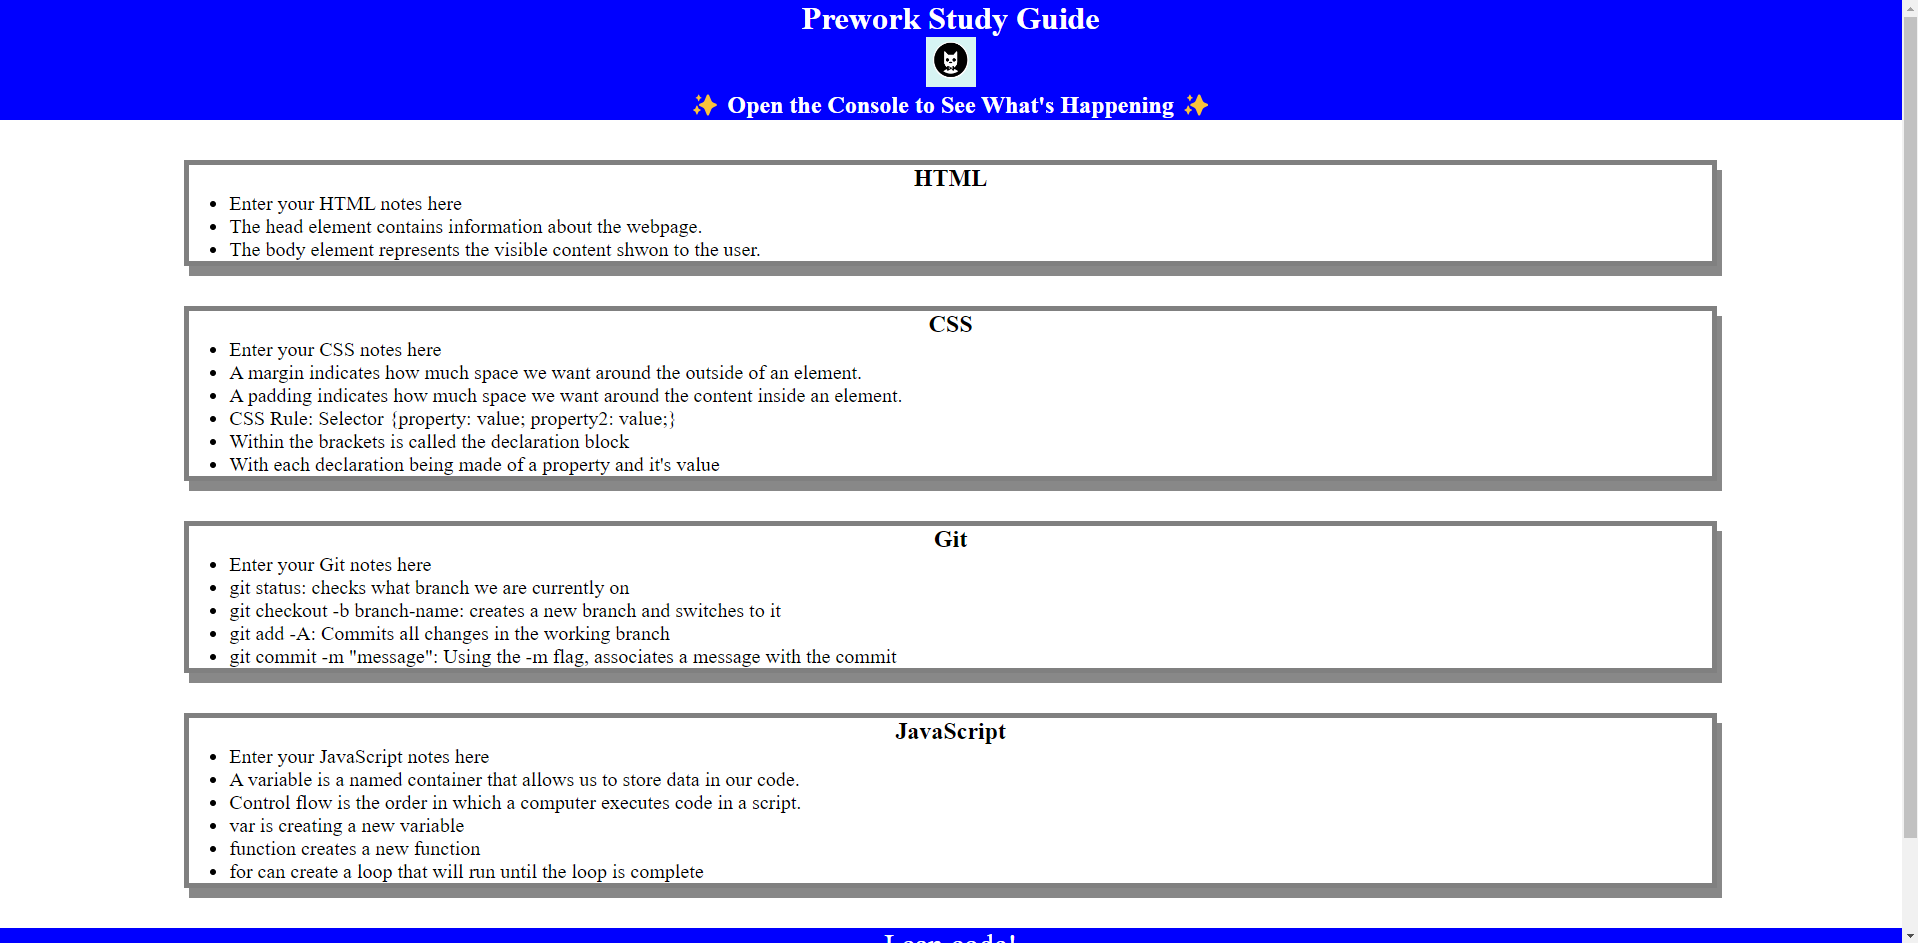 Prework Study Guide
✨ Open the Console to See What's Happening ✨
HTML
• Enter your HTML notes here
• The head element contains information about the webpage.
• The body element represents the visible content shwon to the user.
CSS
• Enter your CSS notes here
• A margin indicates how much space we want around the outside of an element.
• A padding indicates how much space we want around the content inside an element.
• CSS Rule: Selector {property: value; property2: value;}
• Within the brackets is called the declaration block
• With each declaration being made of a property and it's value
Git
• Enter your Git notes here
• git status: checks what branch we are currently on
• git checkout -b branch-name: creates a new branch and switches to it
• git add -A: Commits all changes in the working branch
• git commit -m "message": Using the -m flag, associates a message with the commit
JavaScript
• Enter your JavaScript notes here
• A variable is a named container that allows us to store data in our code.
• Control flow is the order in which a computer executes code in a script.
• var is creating a new variable
• function creates a new function
• for can create a loop that will run until the loop is complete
code!